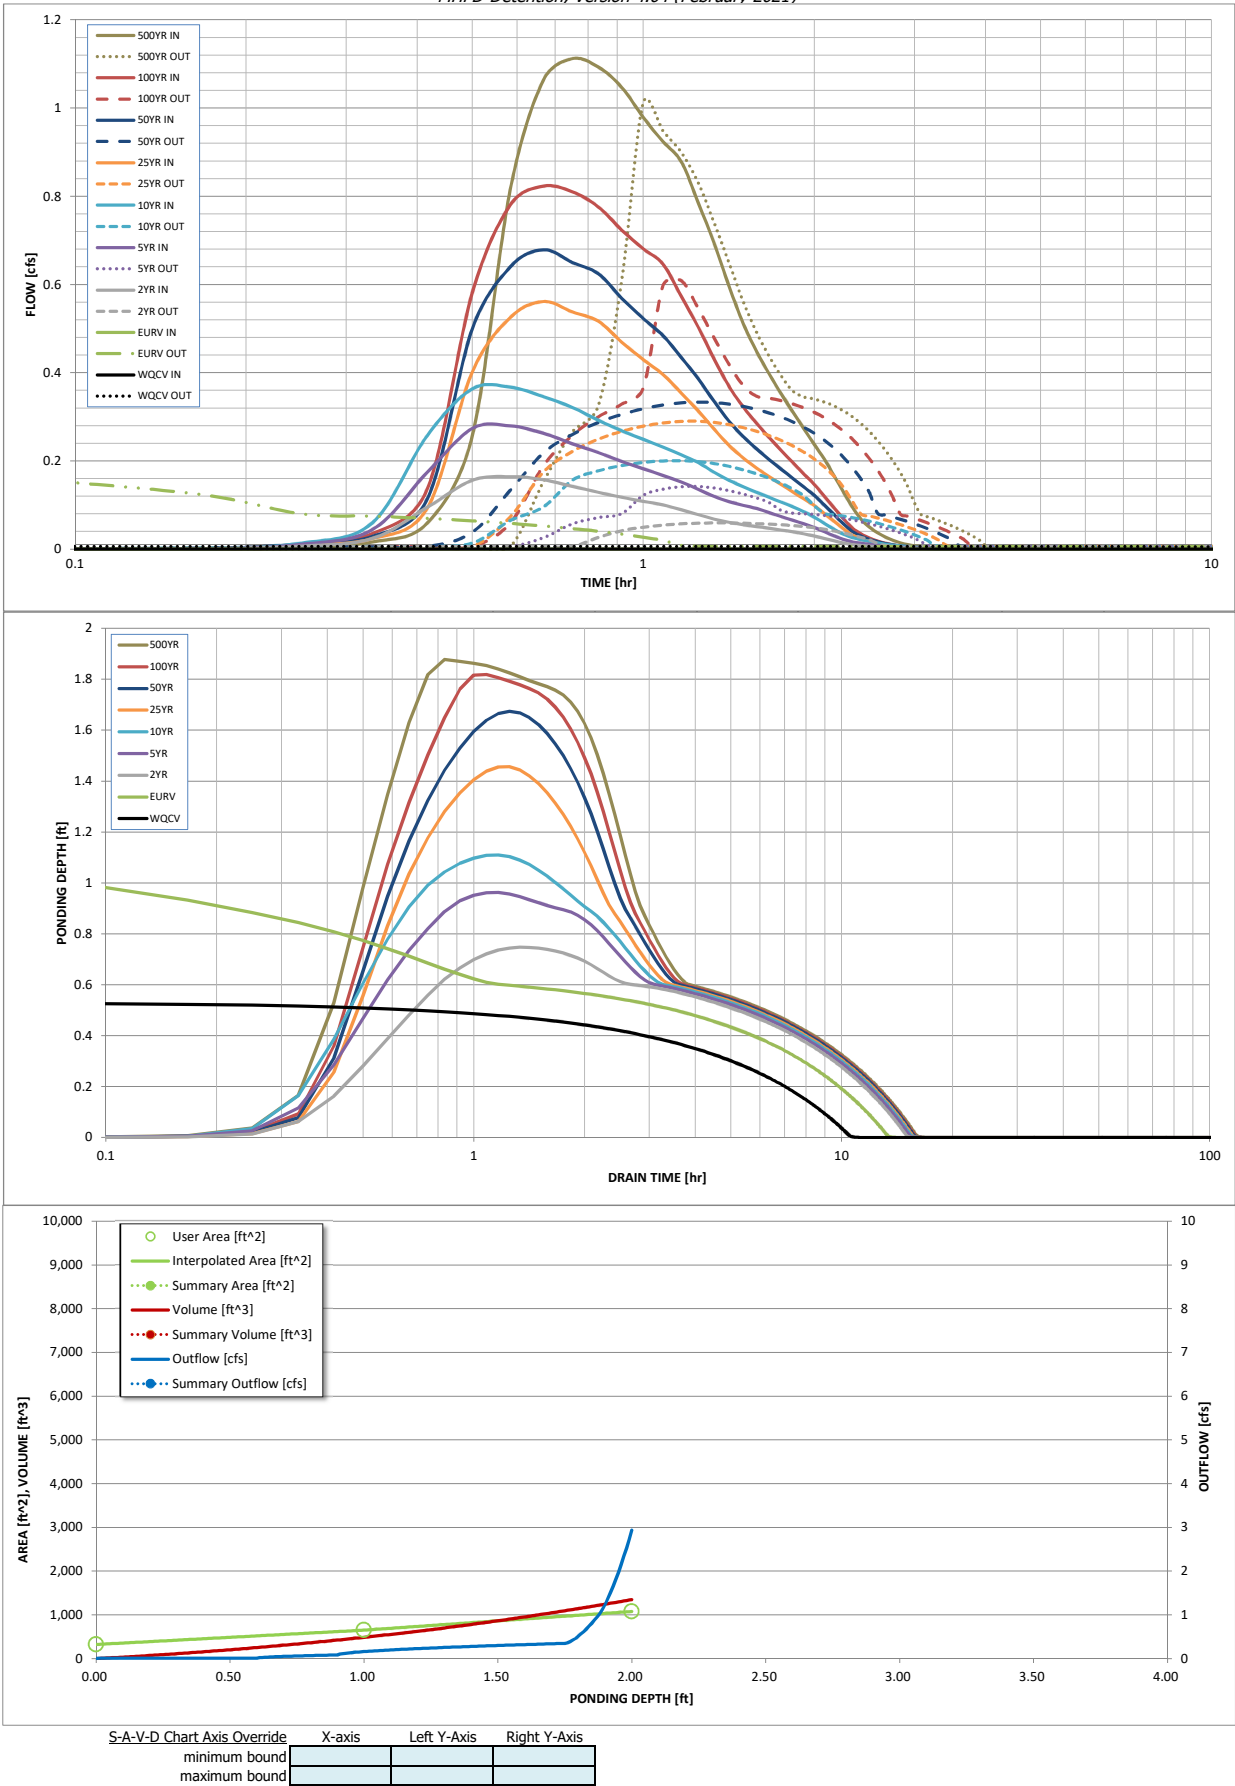 1.2
1
0.8
0.6
0.4
0.2
0
FLOW [cfs]
500YR IN
500YR OUT
100YR IN
100YR OUT
50YR IN
50YR OUT
25YR IN
25YR OUT
10YR IN
10YR OUT
5YR IN
5YR OUT
2YR IN
2YR OUT
EURV IN
EURV OUT
WQCV IN
WQCV OUT
0.1 1 10
TIME [hr]
2
1.8
1.6
1.4
1.2
1
0.8
0.6
0.4
0.2
0
PONDING DEPTH [ft]
500YR
100YR
50YR
25YR
10YR
5YR
2YR
EURV
WQCV
0.1 1 10 100
DRAIN TIME [hr]
10,000
9,000
8,000
7,000
6,000
5,000
4,000
3,000
2,000
1,000
0
AREA [ft^2], VOLUME [ft^3]
User Area [ft^2]
Interpolated Area [ft^2]
Summary Area [ft^2]
Volume [ft^3]
Summary Volume [ft^3]
Outflow [cfs]
Summary Outflow [cfs]
10
9
8
7
6
5
4
3
2
1
0
OUTFLOW [cfs]
0.00 0.50 1.00 1.50 2.00 2.50 3.00 3.50 4.00
PONDING DEPTH [ft]
S-A-V-D Chart Axis Override X-axis Left Y-Axis Right Y-Axis
minimum bound
maximum bound